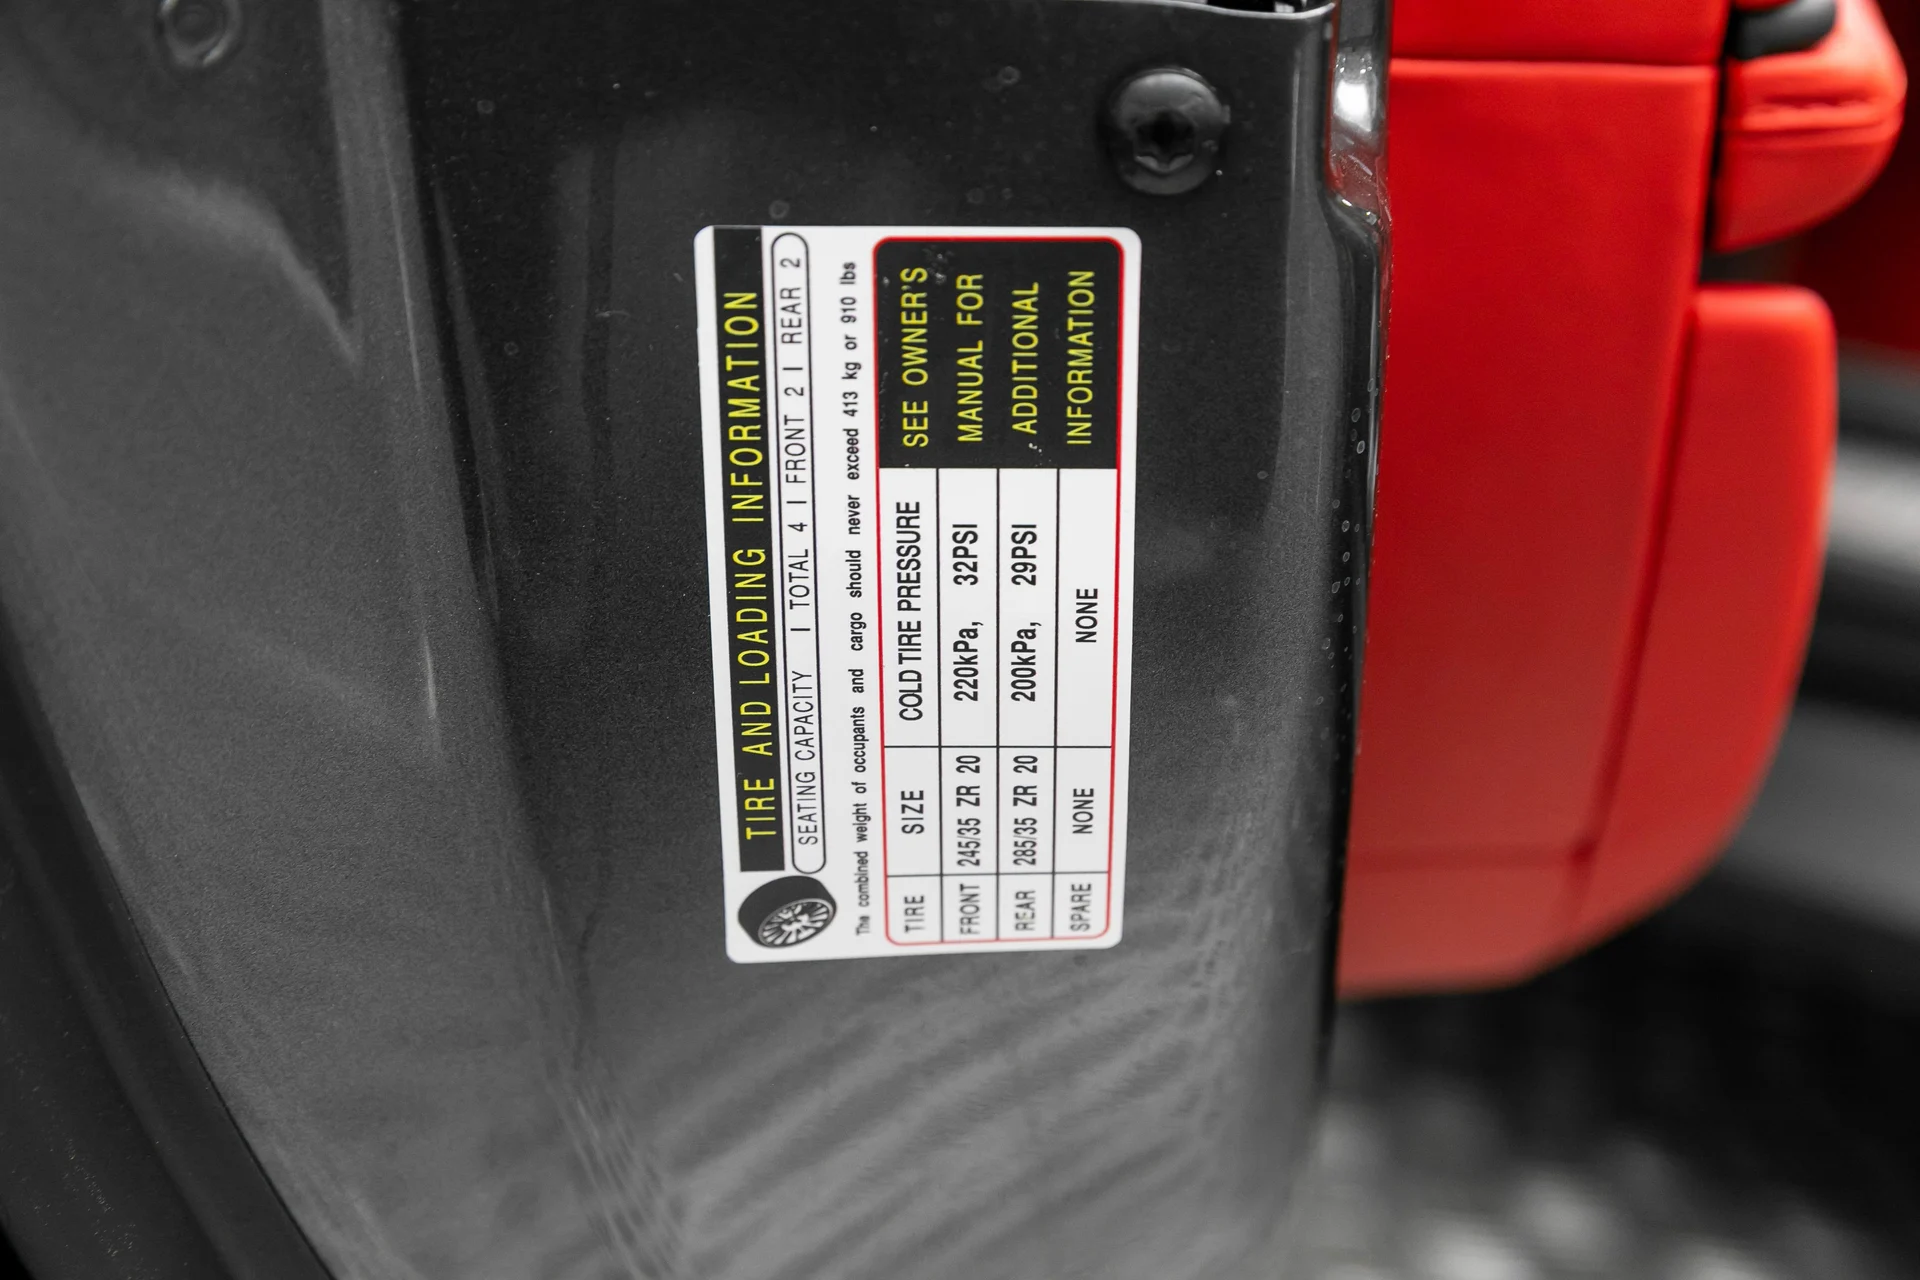 TIRE AND LOADING INFORMATION
SEATING CAPACITY | TOTAL 4 | FRONT 2 | REAR 2
The combined weight of occupants and cargo should never exceed 413 kg or 910 lbs
TIRE SIZE COLD TIRE PRESSURE
FRONT 245/35 ZR 20 220kPa, 32PSI
REAR 285/35 ZR 20 200kPa, 29PSI
SPARE NONE NONE
SEE OWNER'S
MANUAL FOR
ADDITIONAL
INFORMATION